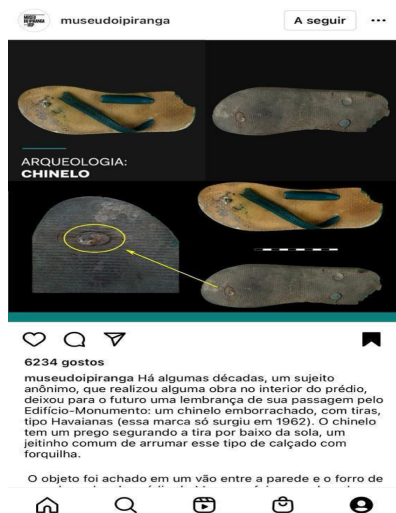 MUSEU
DO IPIRANGA
museudoipiranga
A seguir
ARQUEOLOGIA:
CHINELO
6234 gostos
museudoipiranga Há algumas décadas, um sujeito
anônimo, que realizou alguma obra no interior do prédio,
deixou para o futuro uma lembrança de sua passagem pelo
Edifício-Monumento: um chinelo emborrachado, com tiras,
tipo Havaianas (essa marca só surgiu em 1962). O chinelo
tem um prego segurando a tira por baixo da sola, um
jeitinho comum de arrumar esse tipo de calçado com
forquilha.
O objeto foi achado em um vão entre a parede e o forro de